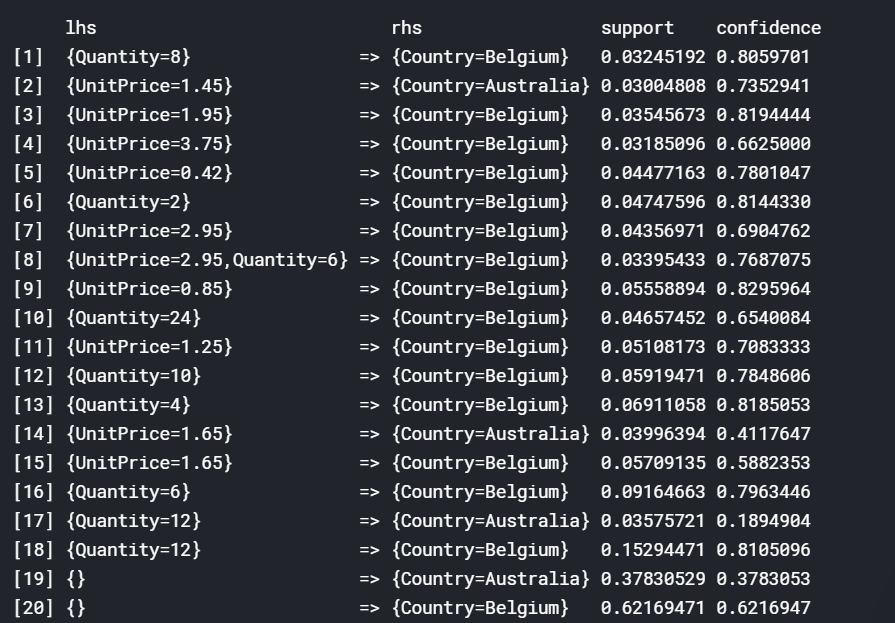 lhs rhs support confidence
[1] {Quantity=8} => {Country=Belgium} 0.03245192 0.8059701
[2] {UnitPrice=1.45} => {Country=Australia} 0.03004808 0.7352941
[3] {UnitPrice=1.95} => {Country=Belgium} 0.03545673 0.8194444
[4] {UnitPrice=3.75} => {Country=Belgium} 0.03185096 0.6625000
[5] {UnitPrice=0.42} => {Country=Belgium} 0.04477163 0.7801047
[6] {Quantity=2} => {Country=Belgium} 0.04747596 0.8144330
[7] {UnitPrice=2.95} => {Country=Belgium} 0.04356971 0.6904762
[8] {UnitPrice=2.95,Quantity=6} => {Country=Belgium} 0.03395433 0.7687075
[9] {UnitPrice=0.85} => {Country=Belgium} 0.05558894 0.8295964
[10] {Quantity=24} => {Country=Belgium} 0.04657452 0.6540084
[11] {UnitPrice=1.25} => {Country=Belgium} 0.05108173 0.7083333
[12] {Quantity=10} => {Country=Belgium} 0.05919471 0.7848606
[13] {Quantity=4} => {Country=Belgium} 0.06911058 0.8185053
[14] {UnitPrice=1.65} => {Country=Australia} 0.03996394 0.4117647
[15] {UnitPrice=1.65} => {Country=Belgium} 0.05709135 0.5882353
[16] {Quantity=6} => {Country=Belgium} 0.09164663 0.7963446
[17] {Quantity=12} => {Country=Australia} 0.03575721 0.1894904
[18] {Quantity=12} => {Country=Belgium} 0.15294471 0.8105096
[19] {} => {Country=Australia} 0.37830529 0.3783053
[20] {} => {Country=Belgium} 0.62169471 0.6216947